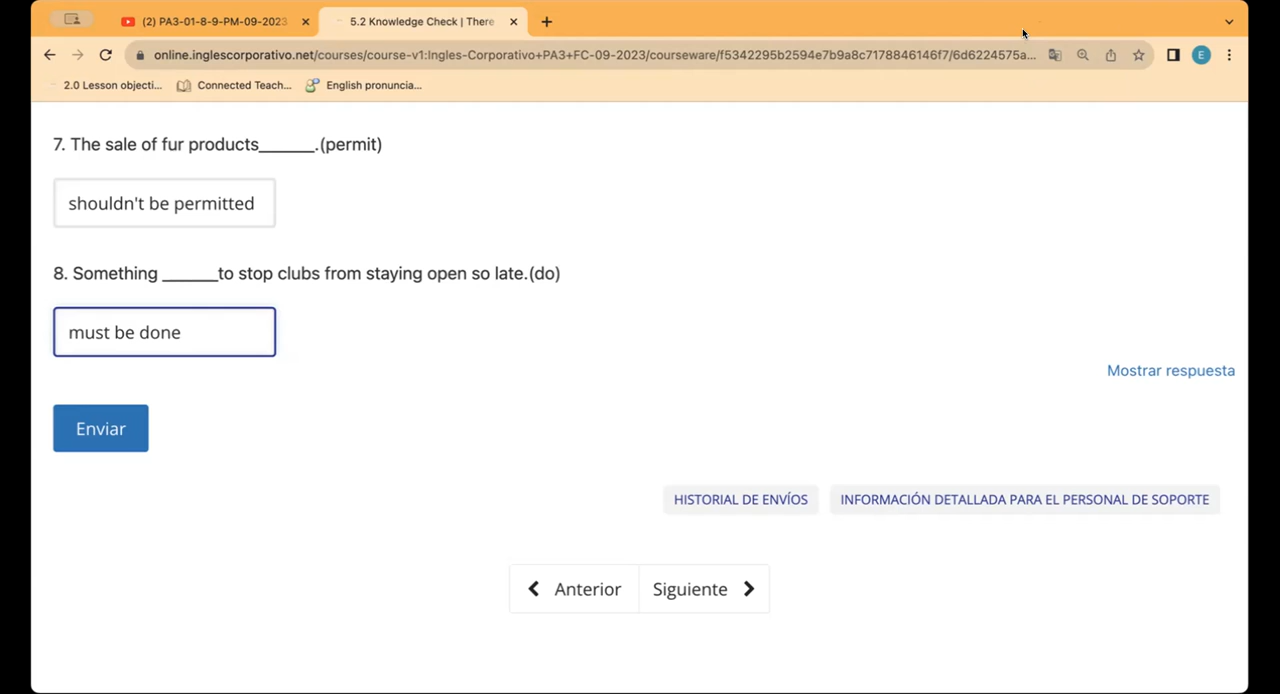 (2) PA3-01-8-9-PM-09-2023
5.2 Knowledge Check | There
online.inglescorporativo.net/courses/course-v1:Ingles-Corporativo+PA3+FC-09-2023/courseware/f5342295b2594e7b9a8c7178846146f7/6d6224575a...
E
2.0 Lesson objecti...
Connected Teach...
English pronuncia...
7. The sale of fur products______.(permit)
shouldn't be permitted
8. Something ______to stop clubs from staying open so late.(do)
must be done
Mostrar respuesta
Enviar
HISTORIAL DE ENVÍOS
INFORMACIÓN DETALLADA PARA EL PERSONAL DE SOPORTE
Anterior
Siguiente